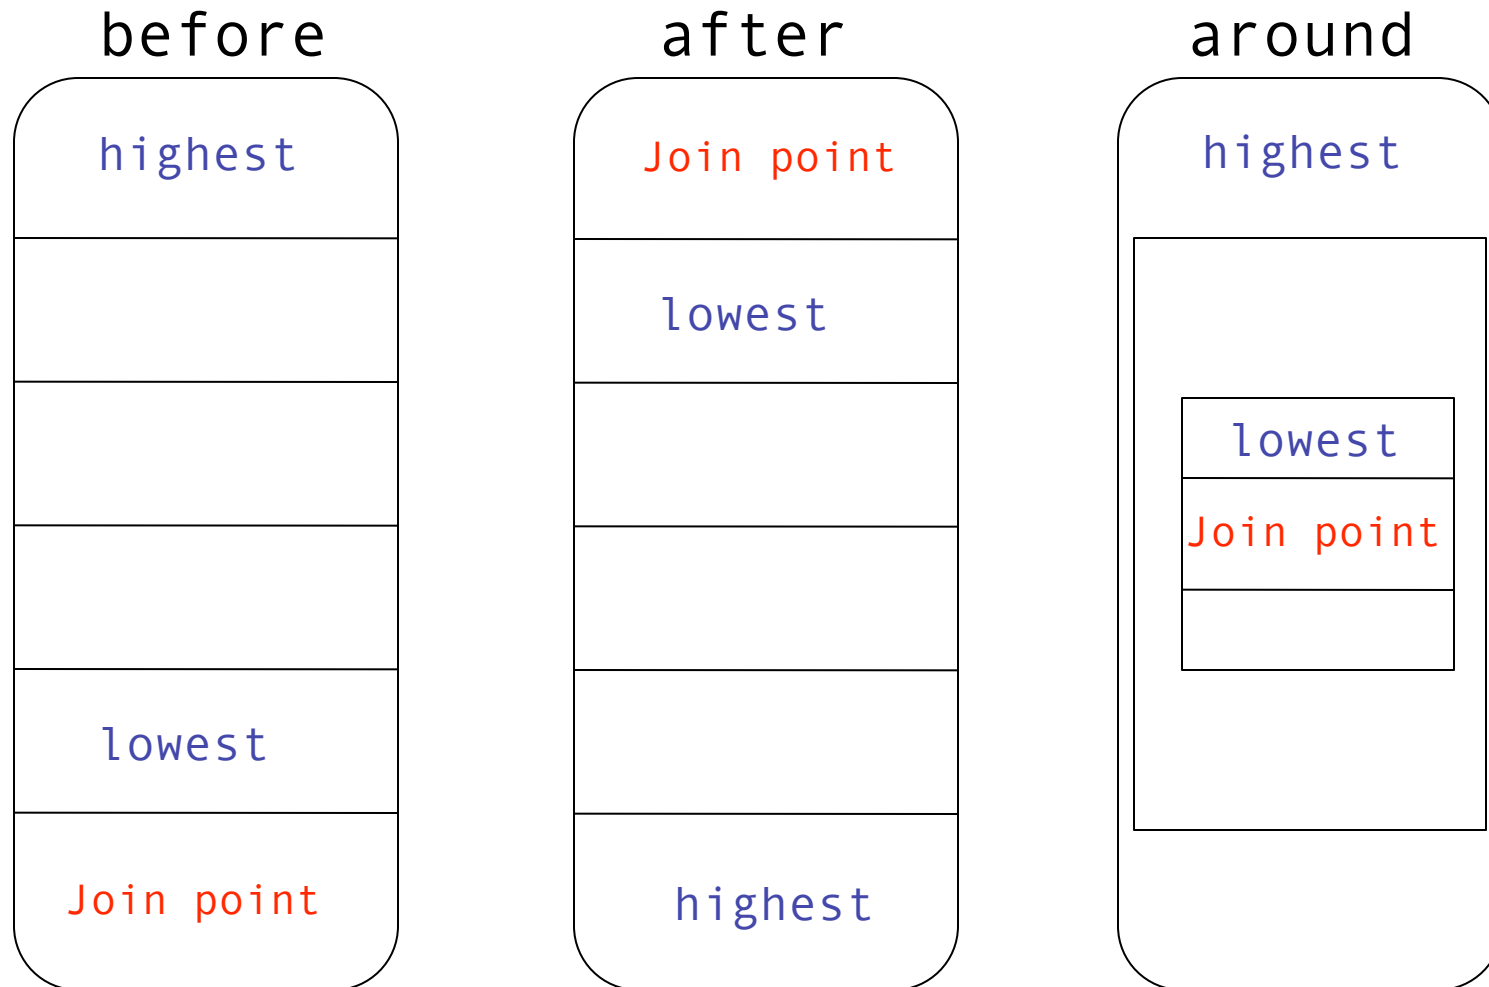 before
highest
lowest
Join point
after
Join point
lowest
highest
around
highest
lowest
Join point